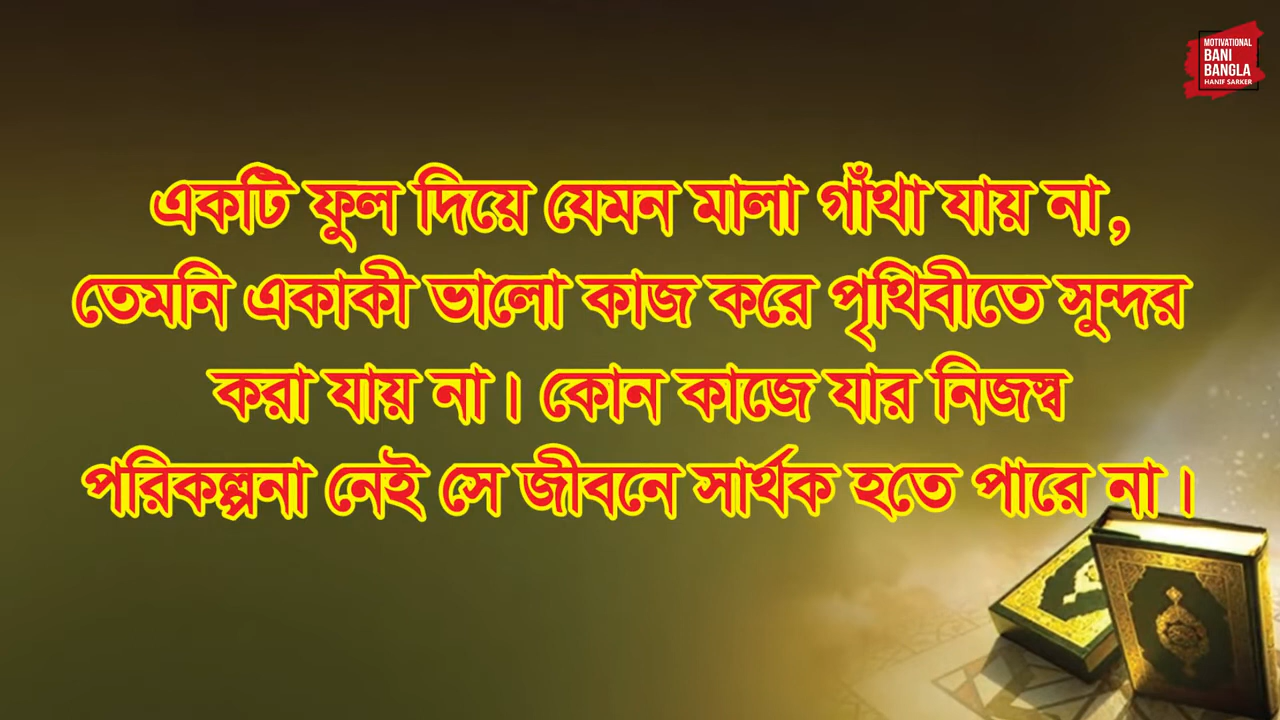 MOTIVATIONAL
BANI
BANGLA
HANIF SARKER
একটি ফুল দিয়ে যেমন মালা গাঁথা যায় না,
তেমনি একাকী ভালো কাজ করে পৃথিবীতে সুন্দর
করা যায় না। কোন কাজে যার নিজস্ব
পরিকল্পনা নেই সে জীবনে সার্থক হতে পারে না।